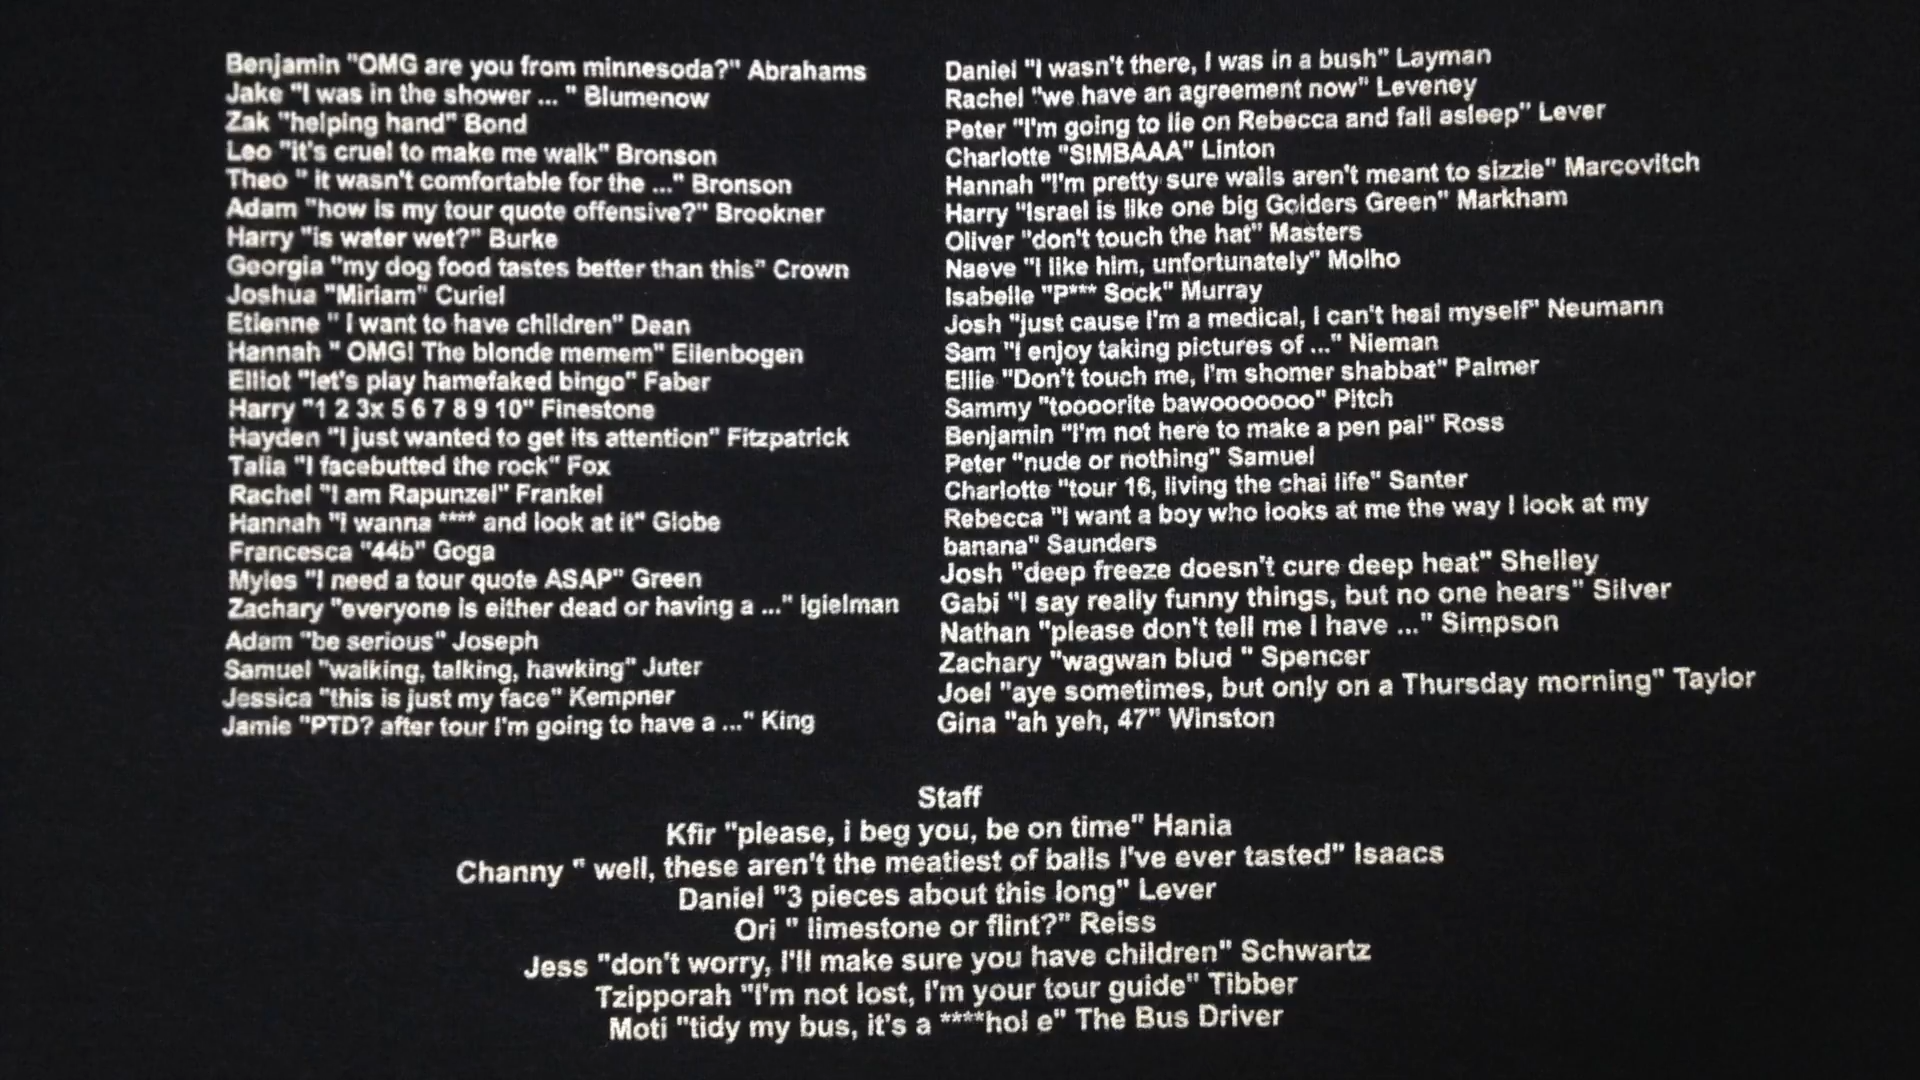 Benjamin "OMG are you from minnesoda?" Abrahams
Jake "I was in the shower ... " Blumenow
Zak "helping hand" Bond
Leo "it's cruel to make me walk" Bronson
Theo " it wasn't comfortable for the ..." Bronson
Adam "how is my tour quote offensive?" Brookner
Harry "is water wet?" Burke
Georgia "my dog food tastes better than this" Crown
Joshua "Miriam" Curiel
Etienne " I want to have children" Dean
Hannah " OMG! The blonde memem" Ellenbogen
Elliot "let's play hamefaked bingo" Faber
Harry "1 2 3x 5 6 7 8 9 10" Finestone
Hayden "I just wanted to get its attention" Fitzpatrick
Talia "I facebutted the rock" Fox
Rachel "I am Rapunzel" Frankel
Hannah "I wanna **** and look at it" Globe
Francesca "44b" Goga
Myles "I need a tour quote ASAP" Green
Zachary "everyone is either dead or having a ..." Igielman
Adam "be serious" Joseph
Samuel "walking, talking, hawking" Juter
Jessica "this is just my face" Kempner
Jamie "PTD? after tour I'm going to have a ..." King
Daniel "I wasn't there, I was in a bush" Layman
Rachel "we have an agreement now" Leveney
Peter "I'm going to lie on Rebecca and fall asleep" Lever
Charlotte "SIMBAAA" Linton
Hannah "I'm pretty sure walls aren't meant to sizzle" Marcovitch
Harry "Israel is like one big Golders Green" Markham
Oliver "don't touch the hat" Masters
Naeve "I like him, unfortunately" Molho
Isabelle "P*** Sock" Murray
Josh "just cause I'm a medical, I can't heal myself" Neumann
Sam "I enjoy taking pictures of ..." Nieman
Ellie "Don't touch me, I'm shomer shabbat" Palmer
Sammy "toooorite bawooooooo" Pitch
Benjamin "I'm not here to make a pen pal" Ross
Peter "nude or nothing" Samuel
Charlotte "tour 16, living the chai life" Santer
Rebecca "I want a boy who looks at me the way I look at my
banana" Saunders
Josh "deep freeze doesn't cure deep heat" Shelley
Gabi "I say really funny things, but no one hears" Silver
Nathan "please don't tell me I have ..." Simpson
Zachary "wagwan blud " Spencer
Joel "aye sometimes, but only on a Thursday morning" Taylor
Gina "ah yeh, 47" Winston
Staff
Kfir "please, i beg you, be on time" Hania
Channy " well, these aren't the meatiest of balls I've ever tasted" Isaacs
Daniel "3 pieces about this long" Lever
Ori " limestone or flint?" Reiss
Jess "don't worry, I'll make sure you have children" Schwartz
Tzipporah "I'm not lost, I'm your tour guide" Tibber
Moti "tidy my bus, it's a ****hol e" The Bus Driver